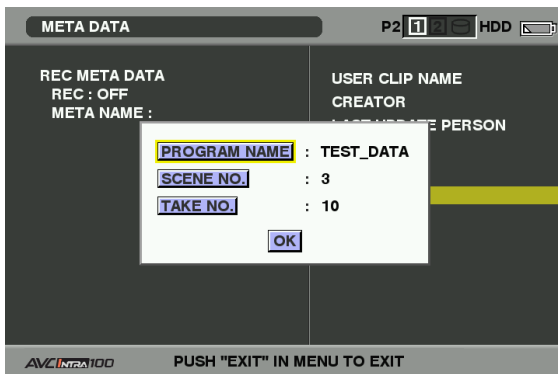 META DATA
P2 1 2 HDD
REC META DATA
REC : OFF
META NAME :
USER CLIP NAME
CREATOR
PERSON
PROGRAM NAME : TEST_DATA
SCENE NO. : 3
TAKE NO. : 10
OK
AVC INTRA 100
PUSH "EXIT" IN MENU TO EXIT